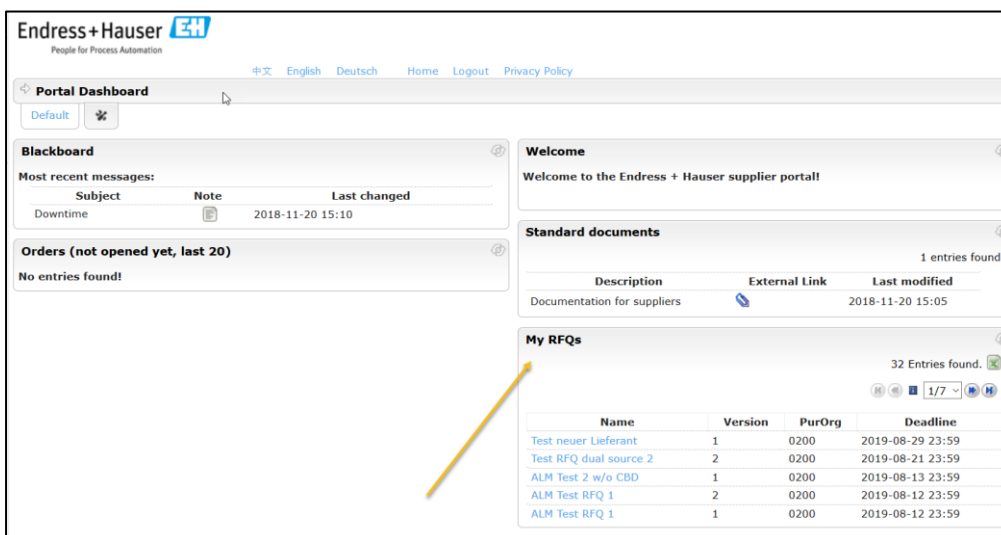 Endress+Hauser EH
People for Process Automation
中文 English Deutsch Home Logout Privacy Policy
Portal Dashboard
Default
Blackboard
Most recent messages:
Subject Note Last changed
Downtime 2018-11-20 15:10
Orders (not opened yet, last 20)
No entries found!
Welcome
Welcome to the Endress + Hauser supplier portal!
Standard documents
1 entries found
Description External Link Last modified
Documentation for suppliers 2018-11-20 15:05
My RFQs
32 Entries found.
1/7
Name Version PurOrg Deadline
Test neuer Lieferant 1 0200 2019-08-29 23:59
Test RFQ dual source 2 2 0200 2019-08-21 23:59
ALM Test 2 w/o CBD 1 0200 2019-08-13 23:59
ALM Test RFQ 1 2 0200 2019-08-12 23:59
ALM Test RFQ 1 1 0200 2019-08-12 23:59